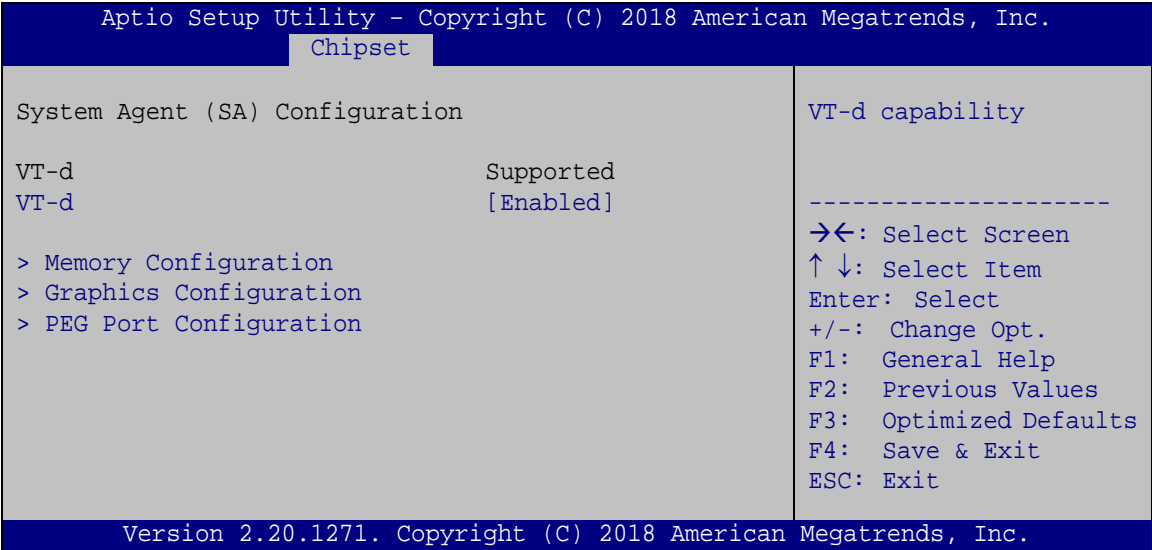 Aptio Setup Utility – Copyright (C) 2018 American Megatrends, Inc.
Chipset
System Agent (SA) Configuration
VT-d Supported
VT-d [Enabled]
> Memory Configuration
> Graphics Configuration
> PEG Port Configuration
VT-d capability
---------------------
→←: Select Screen
↑ ↓: Select Item
Enter: Select
+/-: Change Opt.
F1: General Help
F2: Previous Values
F3: Optimized Defaults
F4: Save & Exit
ESC: Exit
Version 2.20.1271. Copyright (C) 2018 American Megatrends, Inc.